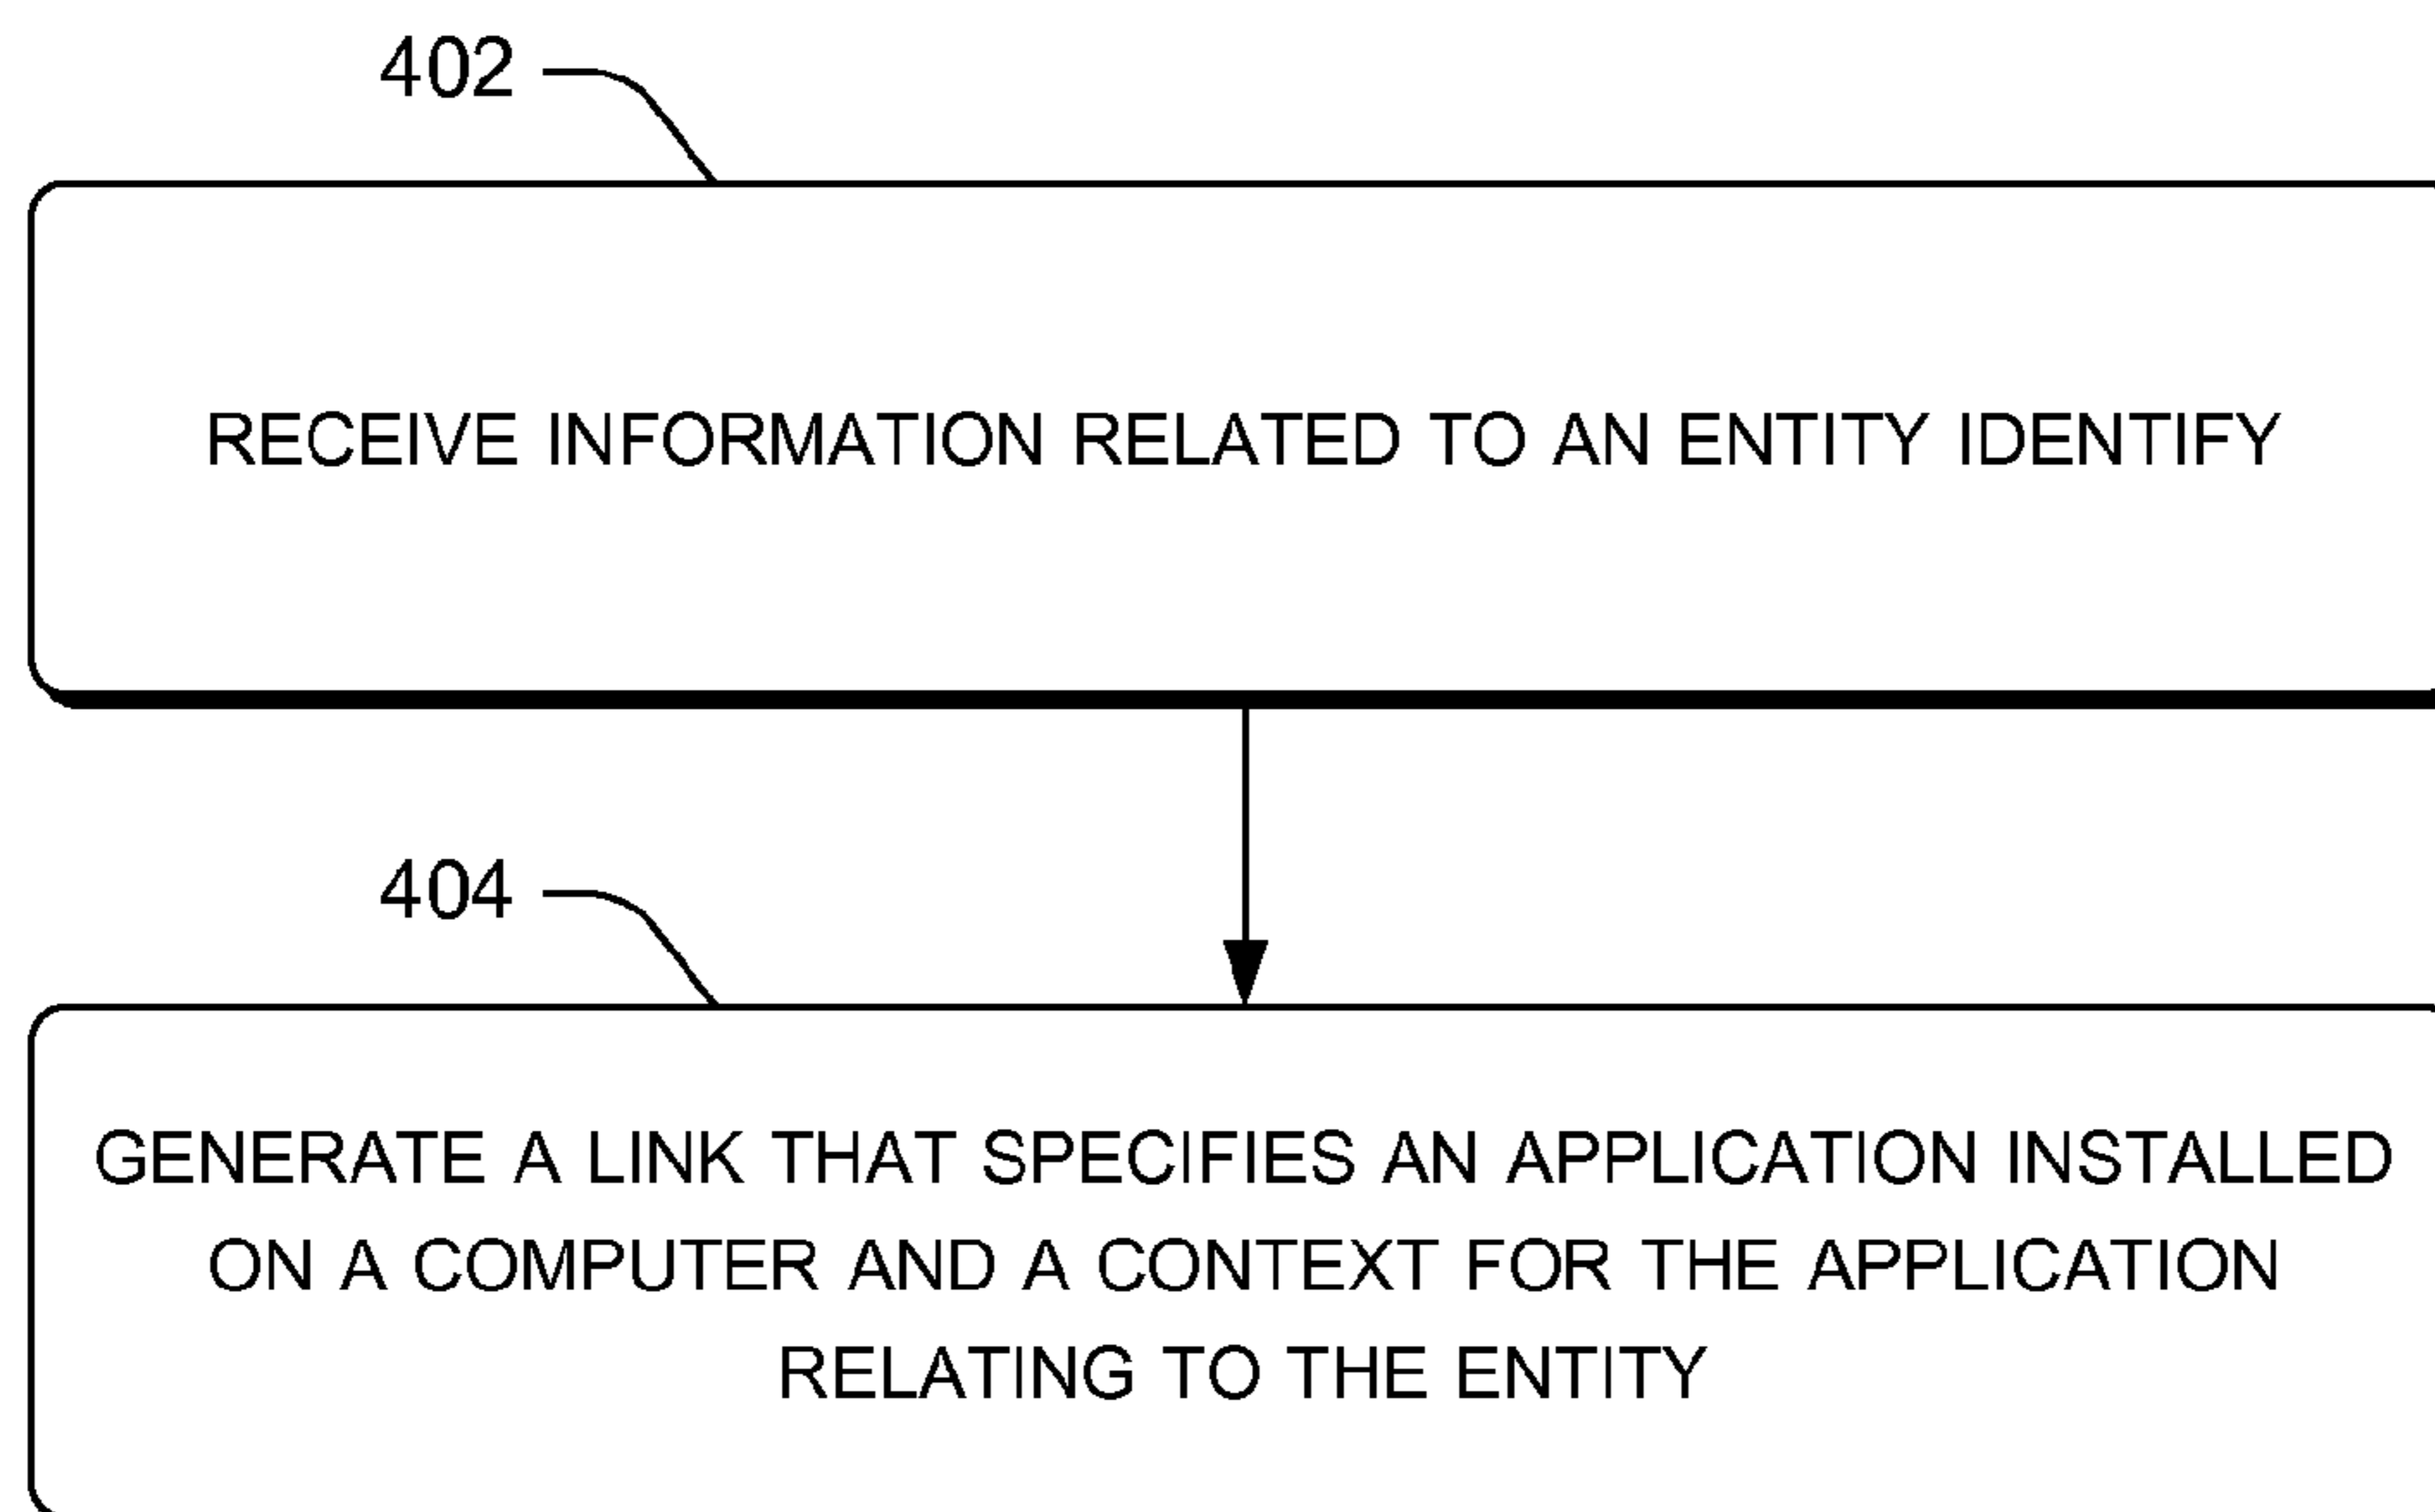 402
RECEIVE INFORMATION RELATED TO AN ENTITY IDENTIFY
404
GENERATE A LINK THAT SPECIFIES AN APPLICATION INSTALLED
ON A COMPUTER AND A CONTEXT FOR THE APPLICATION
RELATING TO THE ENTITY